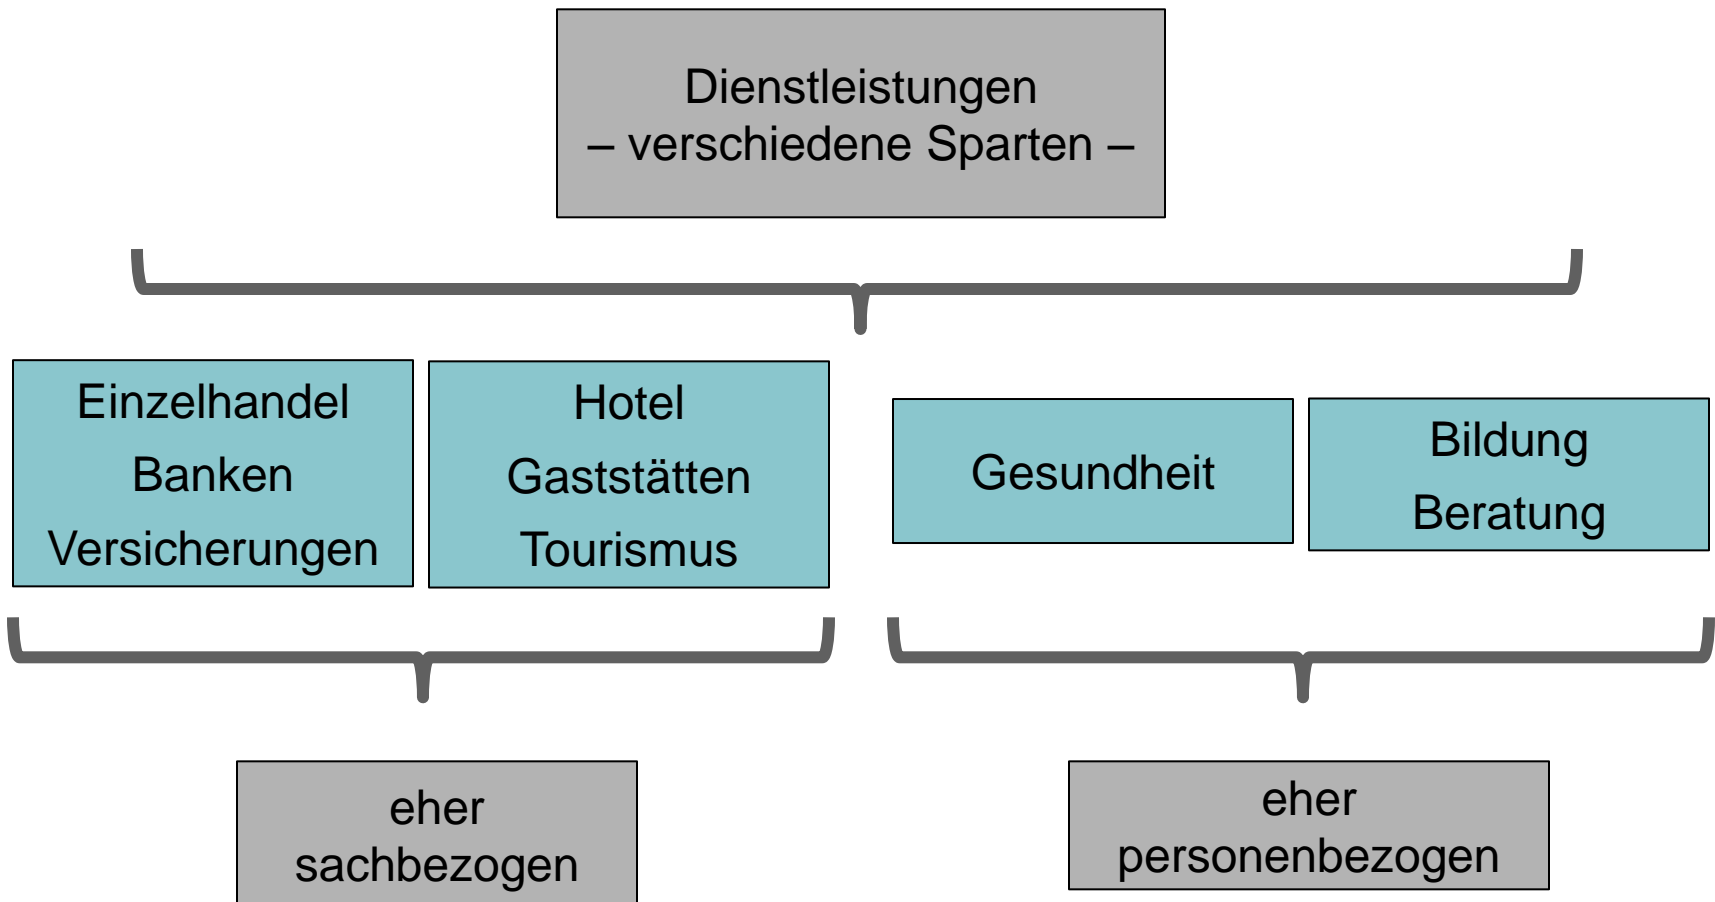 Dienstleistungen
– verschiedene Sparten –
Einzelhandel
Banken
Versicherungen
Hotel
Gaststätten
Tourismus
Gesundheit
Bildung
Beratung
eher
sachbezogen
eher
personenbezogen